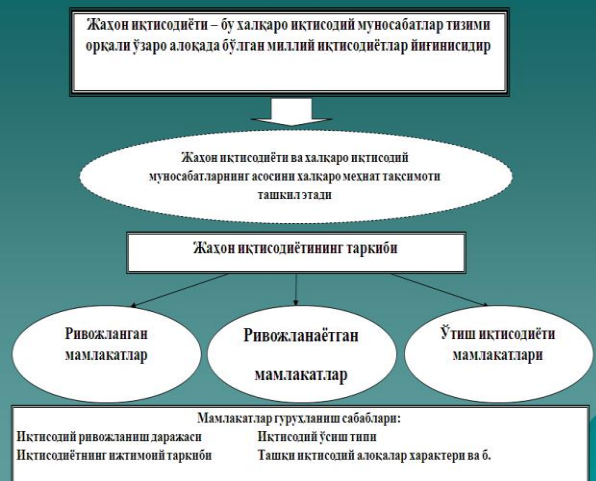 Жаҳон иқтисодиёти – бу халқаро иқтисодий муносабатлар тизими
орқали ўзаро алоқада бўлган миллий иқтисодиётлар йиғинисидир
Жаҳон иқтисодиёти ва халқаро иқтисодий
муносабатларнинг асосини халқаро меҳнат тақсимоти
ташкил этади
Жаҳон иқтисодиётининг таркиби
Ривожланган
мамлакатлар
Ривожланаётган
мамлакатлар
Ўтиш иқтисодиёти
мамлакатлари
Мамлакатлар гуруҳланиш сабаблари:
Иқтисодий ривожланиш даражаси Иқтисодий ўсиш типи
Иқтисодиётнинг ижтимоий таркиби Ташқи иқтисодий алоқалар характери ва б.